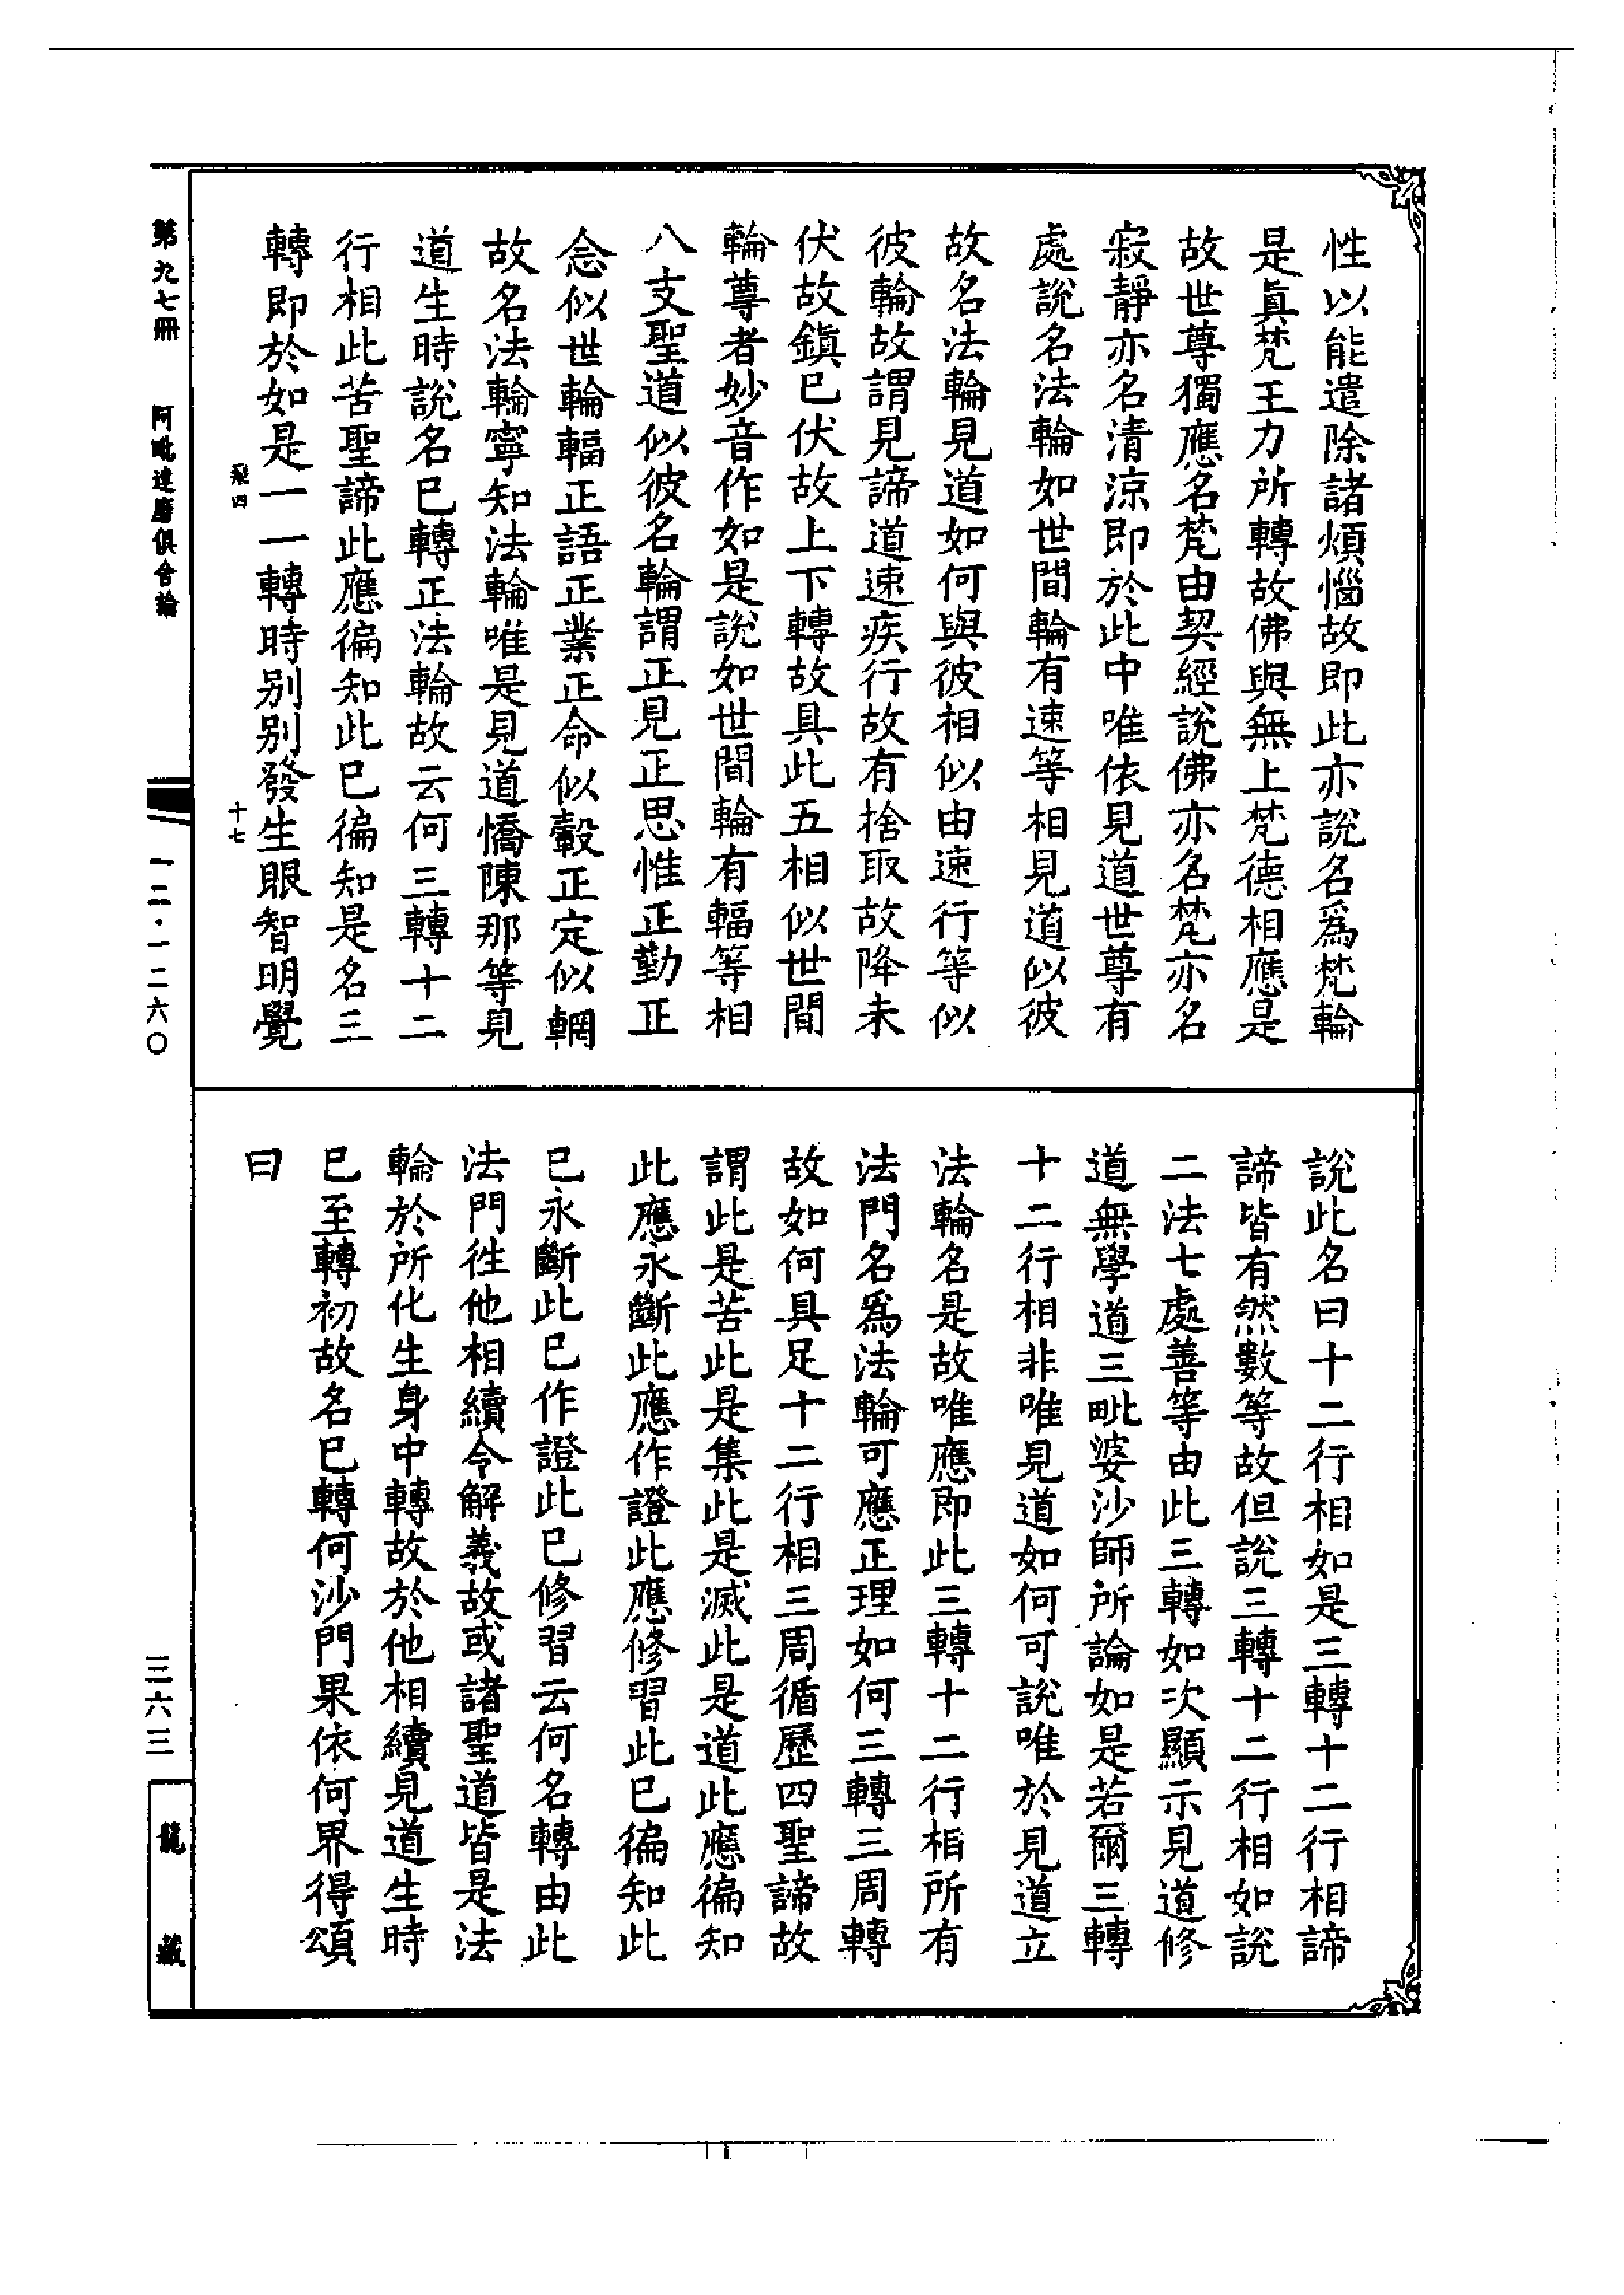 性以能遣除諸煩惱故即此亦說名爲梵輪
是眞梵王力所轉故佛與無上梵德相應是
故世尊獨應名梵由契經說佛亦名梵亦名
寂靜亦名清涼即於此中唯依見道世尊有
處說名法輪如世間輪有速等相見道似彼
故名法輪見道如何與彼相似由速行等似
彼輪故謂見諦道速疾行故有捨取故降未
伏故鎭已伏故上下轉故具此五相似世間
輪尊者妙音作如是說如世間輪有輻等相
八支聖道似彼名輪謂正見正思惟正勤正
念似世輪輻正語正業正命似轂正定似輞
故名法輪寧知法輪唯是見道憍陳那等見
道生時說名已轉正法輪故云何三轉十二
行相此苦聖諦此應徧知此已徧知是名三
轉即於如是一一轉時别别發生眼智明覺
飛四
十七
說此名曰十二行相如是三轉十二行相諦
諦皆有然數等故但說三轉十二行相如說
二法七處善等由此三轉如次顯示見道修
道無學道三毗婆沙師所論如是若爾三轉
十二行相非唯見道如何可說唯於見道立
法輪名是故唯應即此三轉十二行相所有
法門名爲法輪可應正理如何三轉三周轉
故如何具足十二行相三周循歷四聖諦故
謂此是苦此是集此是滅此是道此應徧知
此應永斷此應作證此應修習此已徧知此
已永斷此已作證此已修習云何名轉由此
法門往他相續令解義故或諸聖道皆是法
輪於所化生身中轉故於他相續見道生時
已至轉初故名已轉何沙門果依何界得頌
曰
第九七冊
阿毗達磨俱舍論
一二·一二六〇
三六三
龍藏